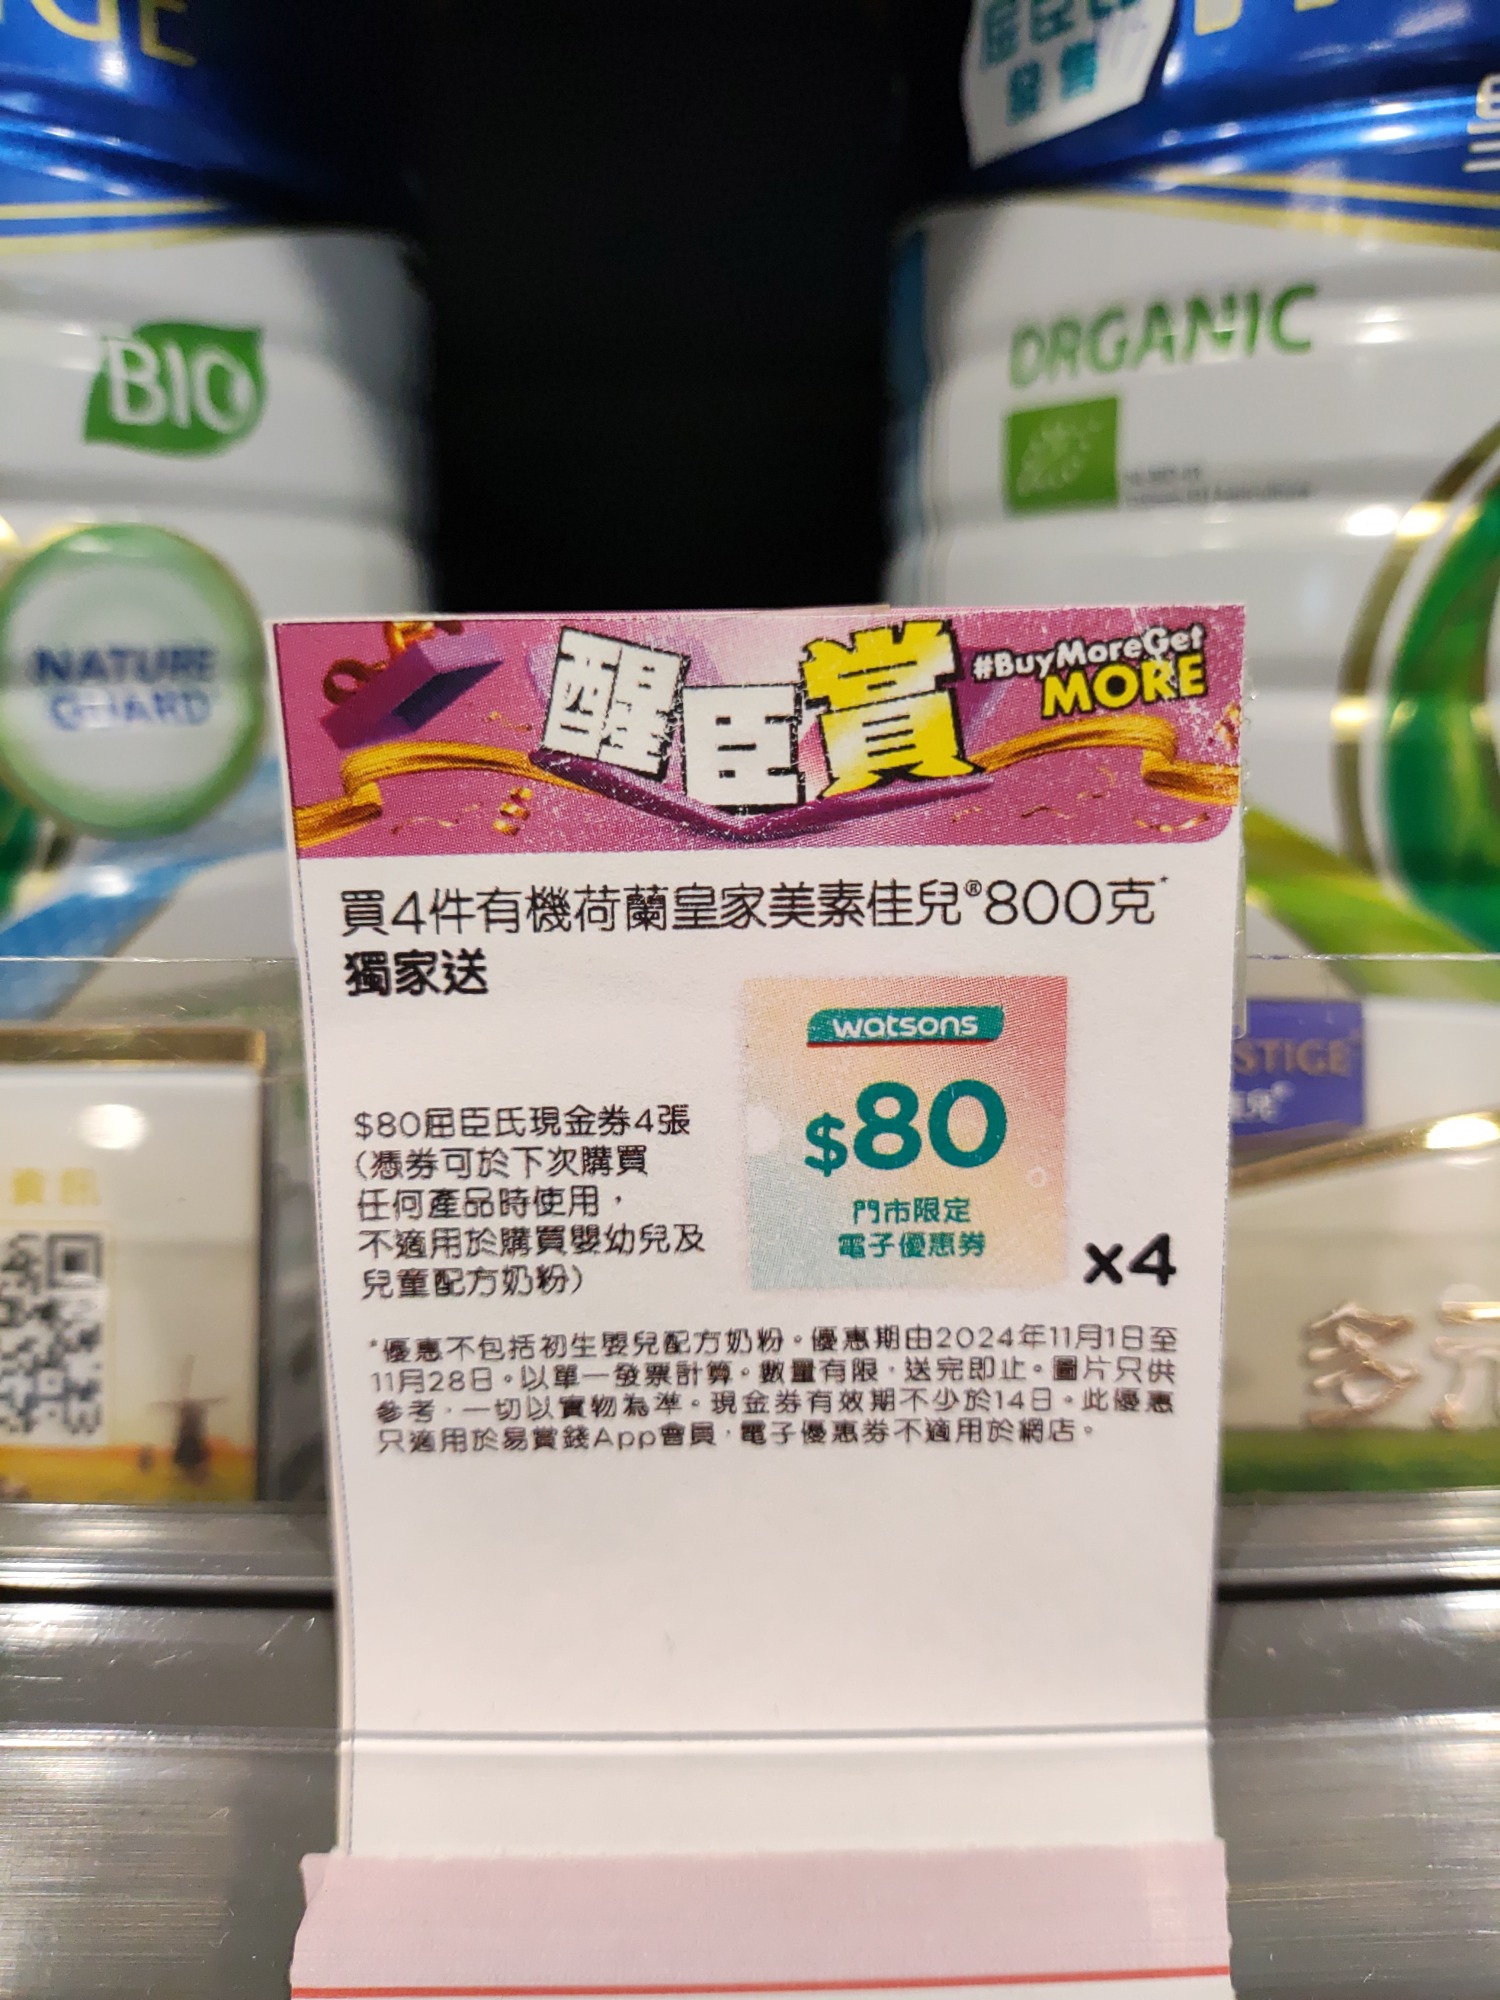 BIO
NATURE
GUARD
ORGANIC
醒臣賞
#BuyMoreGet
MORE
買4件有機荷蘭皇家美素佳兒®800克*
獨家送
watsons
$80
門市限定
電子優惠券
x4
$80屈臣氏現金券4張
(憑券可於下次購買
任何產品時使用，
不適用於購買嬰幼兒及
兒童配方奶粉)
*優惠不包括初生嬰兒配方奶粉。優惠期由2024年11月1日至
11月28日。以單一發票計算。數量有限，送完即止。圖片只供
參考，一切以實物為準。現金券有效期不少於14日。此優惠
只適用於易賞錢App會員，電子優惠券不適用於網店。
STIGE
多元